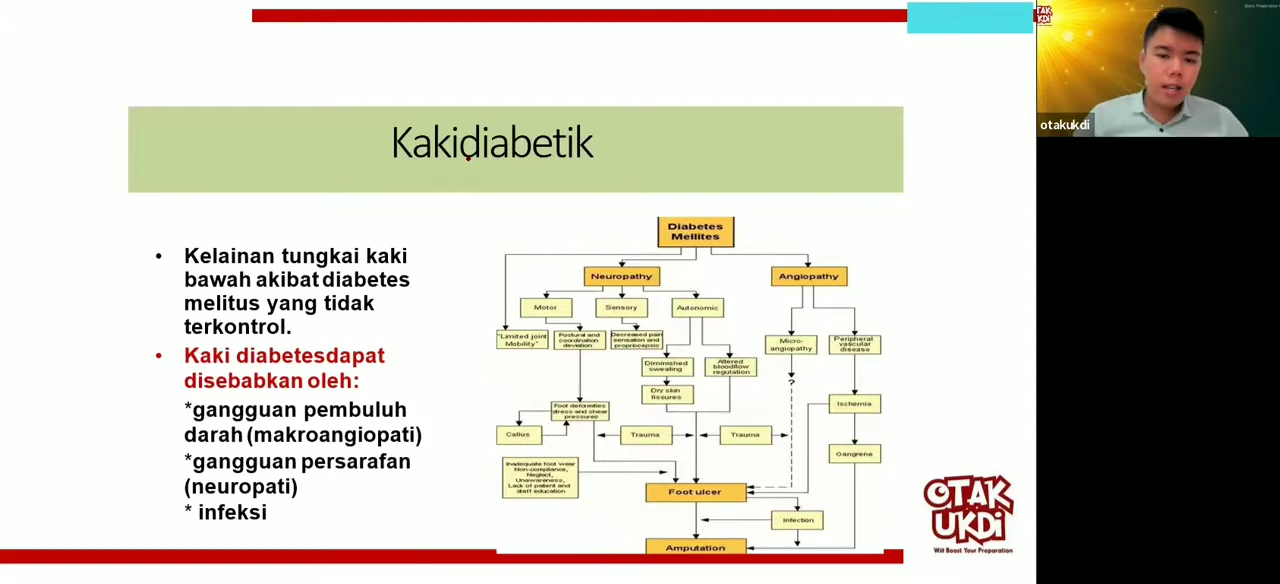 Kakidiabetik
• Kelainan tungkai kaki
bawah akibat diabetes
melitus yang tidak
terkontrol.
• Kaki diabetesdapat
disebabkan oleh:
*gangguan pembuluh
darah (makroangiopati)
*gangguan persarafan
(neuropati)
* infeksi
Diabetes
Mellites
Neuropathy
Angiopathy
Motor
Sensory
Autonomic
"Limited joint
Mobility"
Postural and
coordination
deviation
Decreased pain
sensation and
propriocepsis
Micro-
angiopathy
Peripheral
vascular
disease
Diminished
swealing
Altered
bloodflow
regulation
?
Dry skin
fissures
Foot deformities
stress and shear
pressures
Ischemia
Callus
Trauma
Trauma
Gangrene
Inadequate foot wear
Non-compliance,
Neglect,
Unawareness,
Lack of patient and
staff education
Foot ulcer
Infection
Amputation
OTAK
UKDi
Will Boost Your Preparation
TAK
UKDi
otakukdi